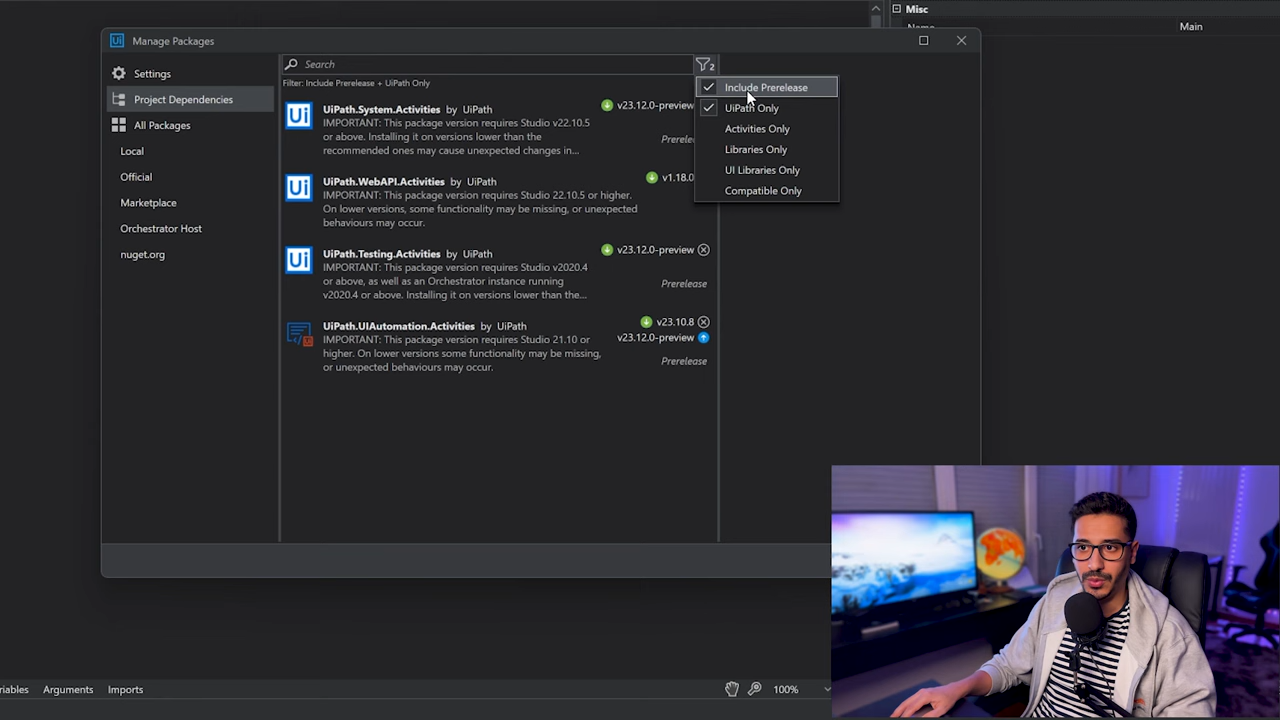 Misc
Name
Main
Ui Manage Packages
Settings
Project Dependencies
All Packages
Local
Official
Marketplace
Orchestrator Host
nuget.org
Search
2
Filter: Include Prerelease + UiPath Only
Ui
UiPath.System.Activities by UiPath
v23.12.0-preview
IMPORTANT: This package version requires Studio v22.10.5
or above. Installing it on versions lower than the
recommended ones may cause unexpected changes in...
Ui
UiPath.WebAPI.Activities by UiPath
v1.18.0
IMPORTANT: This package version requires Studio 22.10.5 or higher.
On lower versions, some functionality may be missing, or unexpected
behaviours may occur.
Ui
UiPath.Testing.Activities by UiPath
v23.12.0-preview
IMPORTANT: This package version requires Studio v2020.4
or above, as well as an Orchestrator instance running
v2020.4 or above. Installing it on versions lower than the...
Prerelease
UiPath.UIAutomation.Activities by UiPath
v23.10.8
v23.12.0-preview
IMPORTANT: This package version requires Studio 21.10 or
higher. On lower versions some functionality may be missing,
or unexpected behaviours may occur.
Prerelease
Include Prerelease
UiPath Only
Activities Only
Libraries Only
UI Libraries Only
Compatible Only
Arguments
Imports
100%